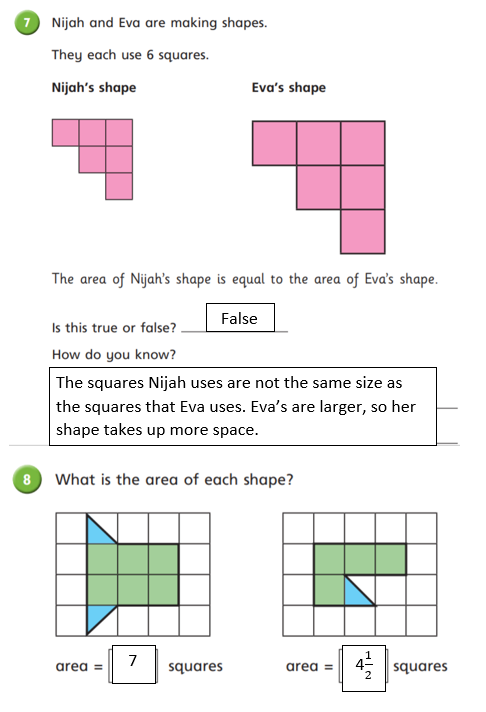 7 Nijah and Eva are making shapes.
They each use 6 squares.
Nijah's shape
Eva's shape
The area of Nijah's shape is equal to the area of Eva's shape.
Is this true or false? False
How do you know?
The squares Nijah uses are not the same size as
the squares that Eva uses. Eva's are larger, so her
shape takes up more space.
8 What is the area of each shape?
area = 7 squares
area = 4 1/2 squares